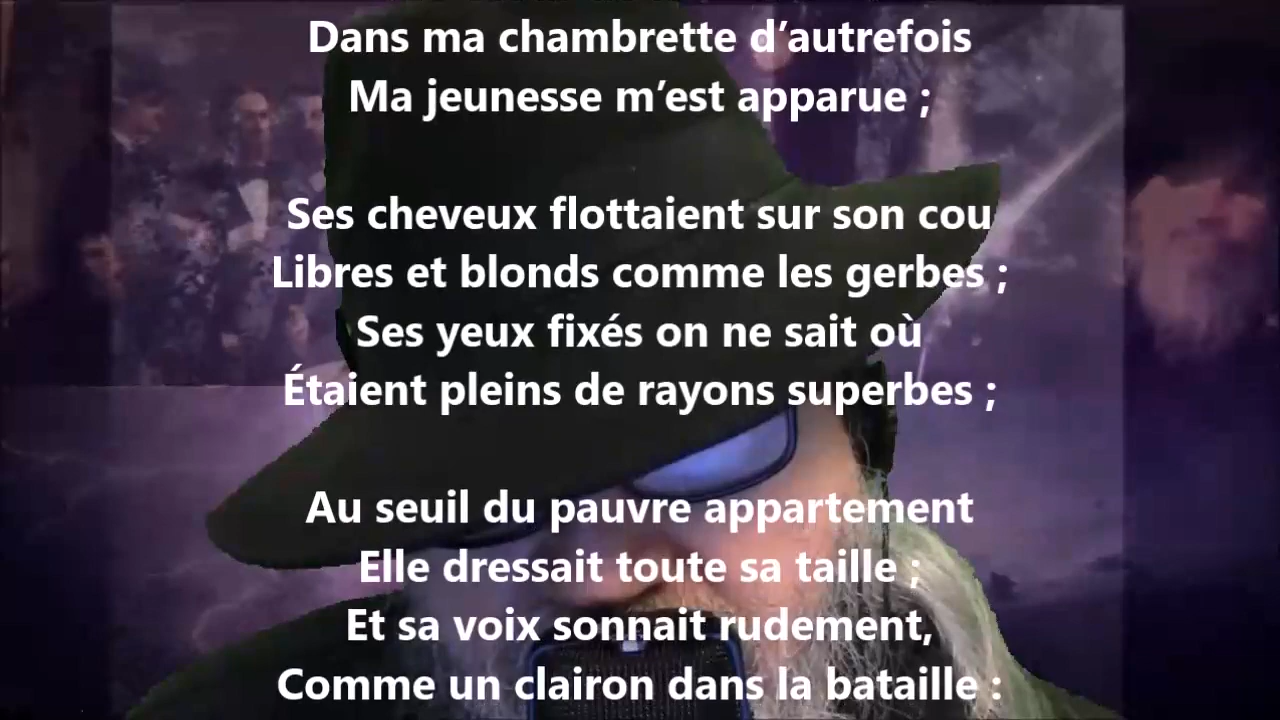 Dans ma chambrette d’autrefois
Ma jeunesse m’est apparue ;
Ses cheveux flottaient sur son cou
Libres et blonds comme les gerbes ;
Ses yeux fixés on ne sait où
Étaient pleins de rayons superbes ;
Au seuil du pauvre appartement
Elle dressait toute sa taille ;
Et sa voix sonnait rudement,
Comme un clairon dans la bataille :